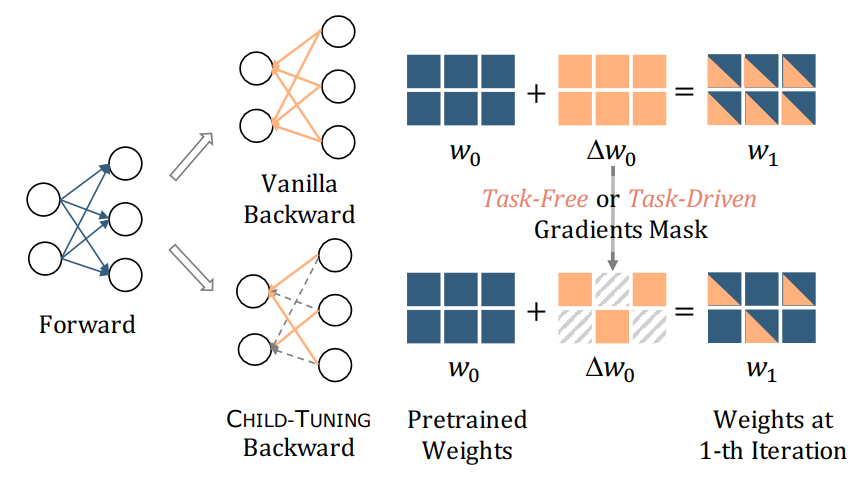 Forward
Vanilla
Backward
CHILD-TUNING
Backward
w₀
+
Δw₀
=
w₁
Task-Free or Task-Driven
Gradients Mask
+
=
w₀
Δw₀
w₁
Pretrained
Weights
Weights at
1-th Iteration